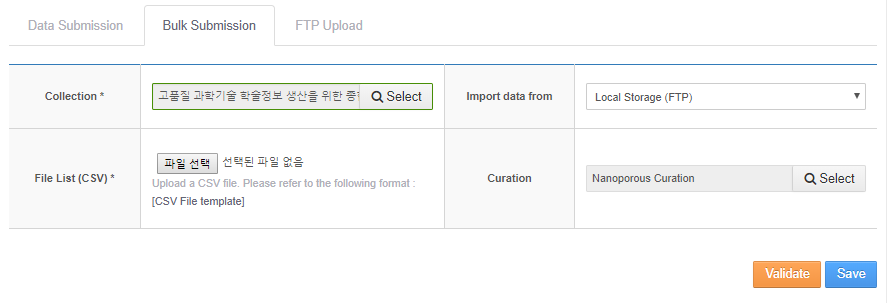 Data Submission
Bulk Submission
FTP Upload
Collection *
고품질 과학기술 학술정보 생산을 위한
Select
Import data from
Local Storage (FTP)
File List (CSV) *
파일 선택 선택된 파일 없음
Upload a CSV file. Please refer to the following format :
[CSV File template]
Curation
Nanoporous Curation
Select
Validate
Save